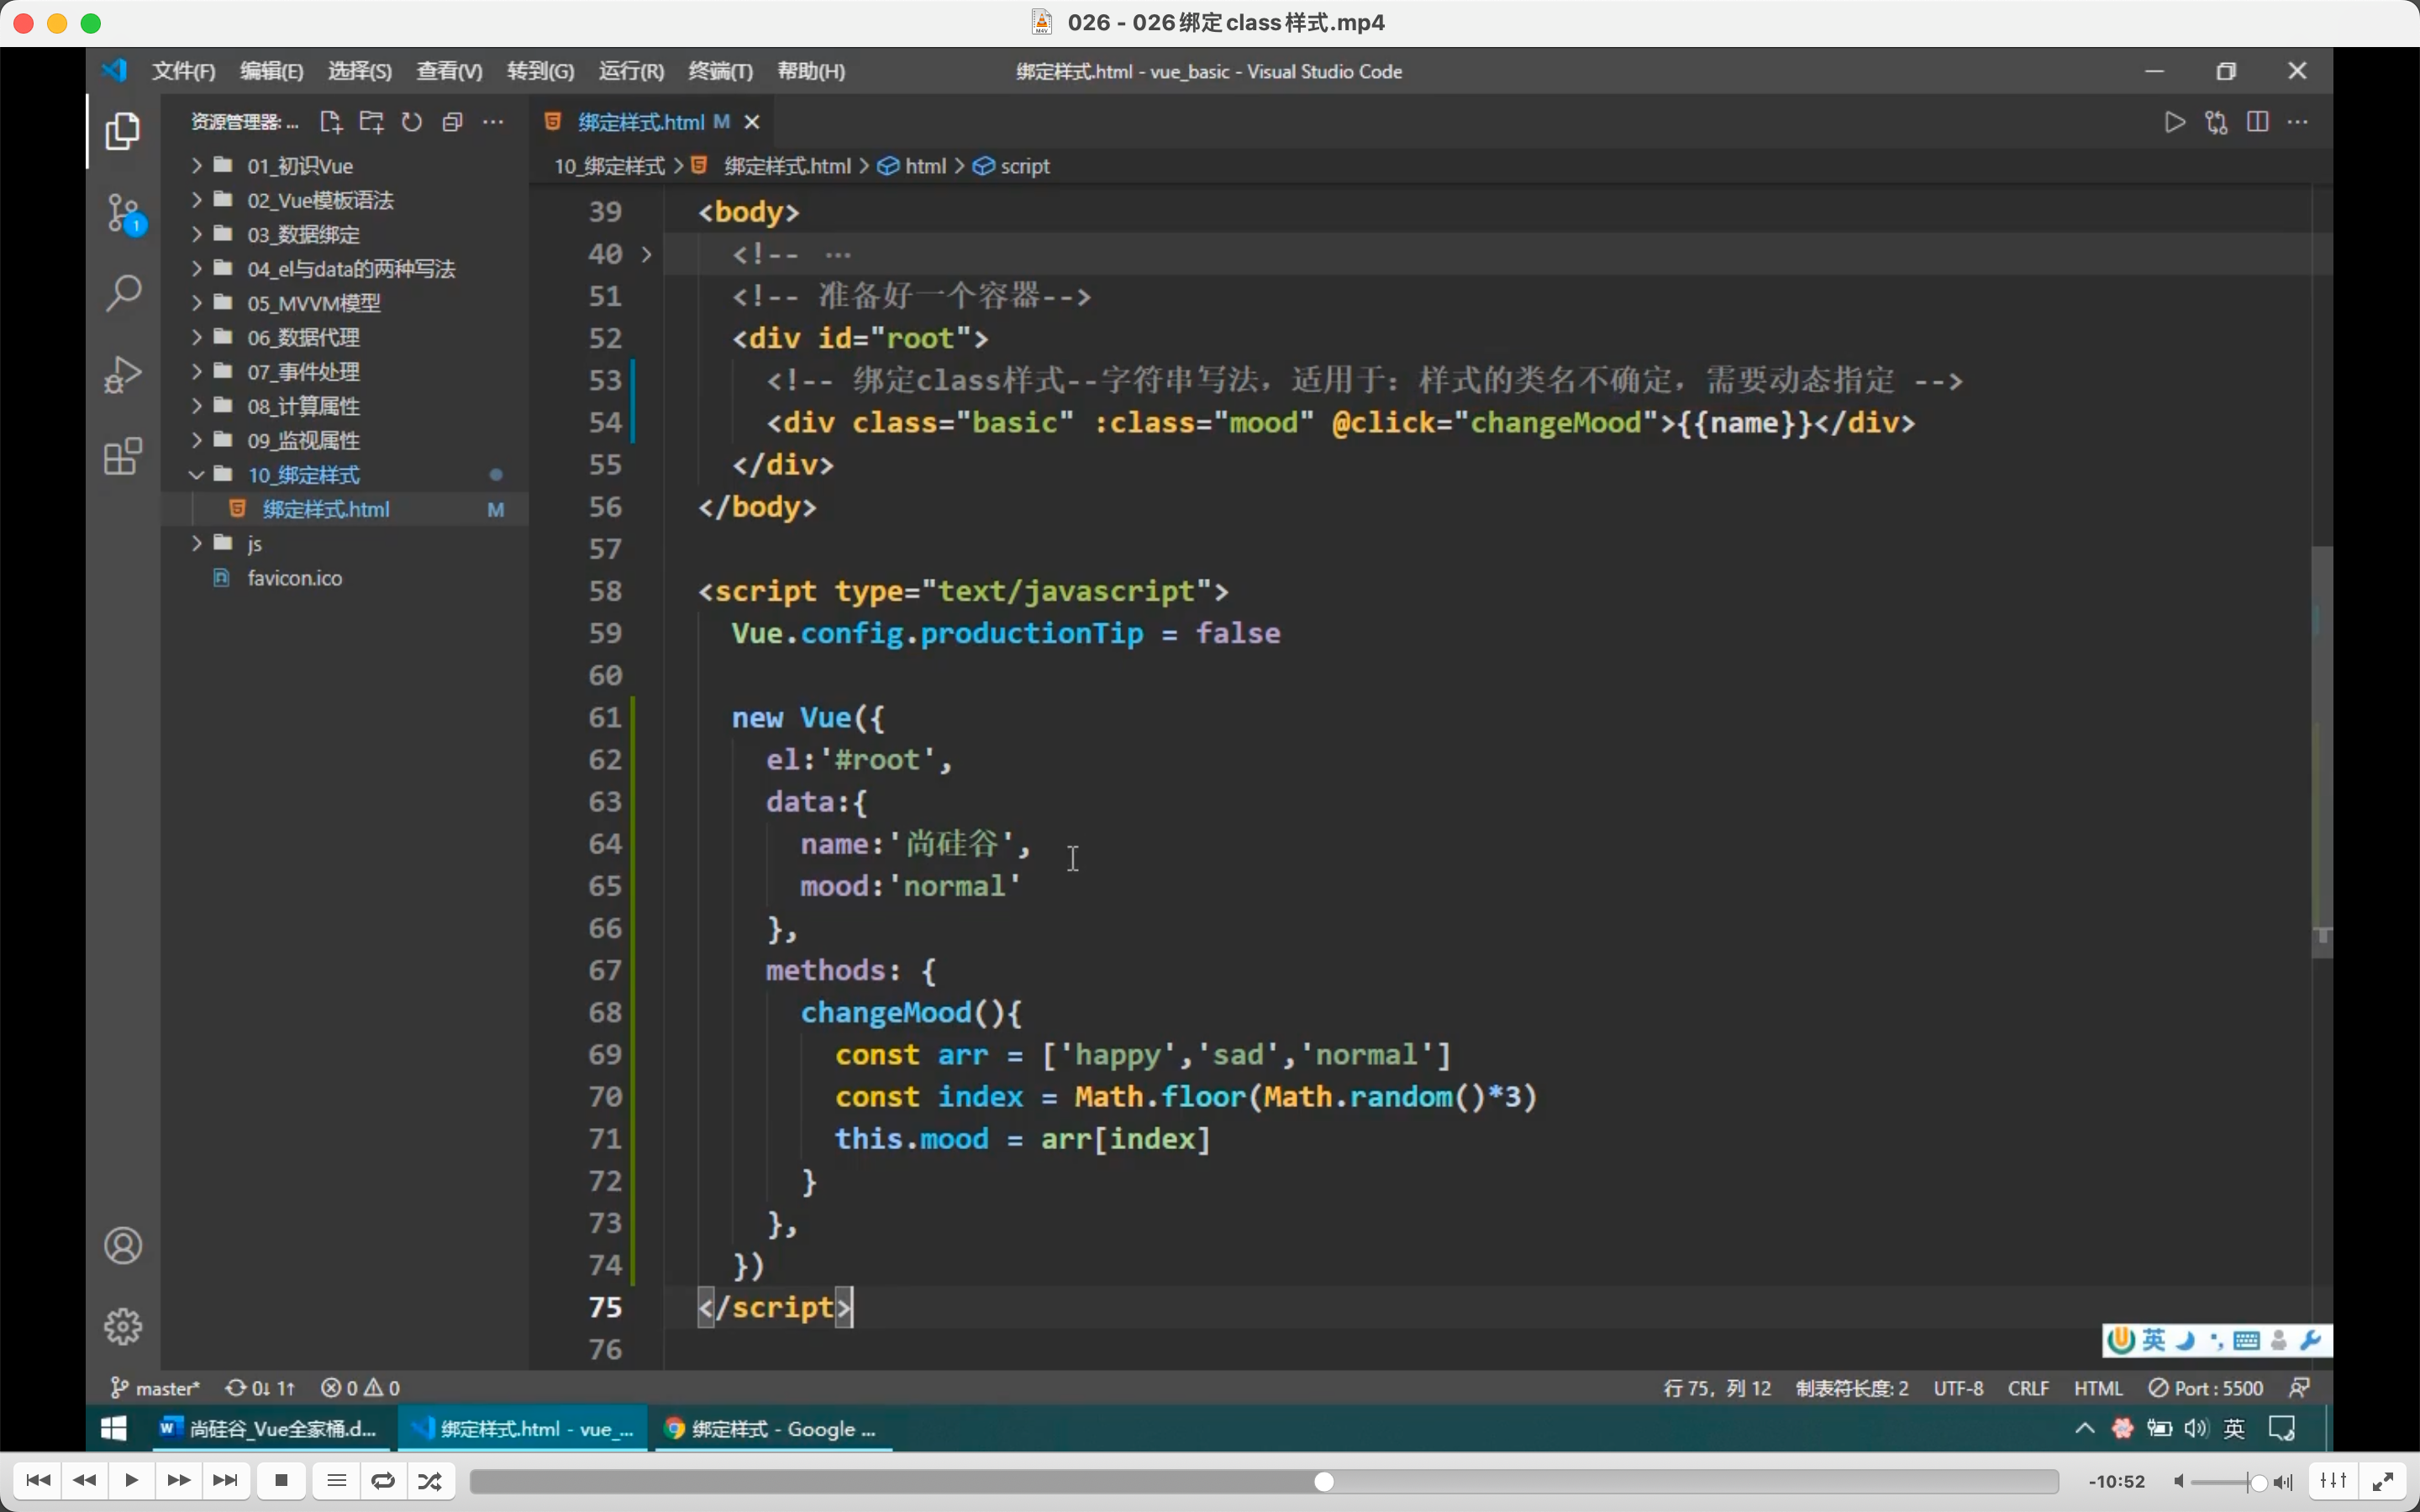 026 - 026绑定class样式.mp4
文件(F) 编辑(E) 选择(S) 查看(V) 转到(G) 运行(R) 终端(T) 帮助(H)
绑定样式.html - vue_basic - Visual Studio Code
资源管理器: ...
绑定样式.html M
10_绑定样式 > 绑定样式.html > html > script
01_初识Vue
02_Vue模板语法
03_数据绑定
04_el与data的两种写法
05_MVVM模型
06_数据代理
07_事件处理
08_计算属性
09_监视属性
10_绑定样式
绑定样式.html M
js
favicon.ico
1
39 <body>
40 <!-- ...
51 <!-- 准备好一个容器-->
52 <div id="root">
53 <!-- 绑定class样式--字符串写法，适用于：样式的类名不确定，需要动态指定 -->
54 <div class="basic" :class="mood" @click="changeMood">{{name}}</div>
55 </div>
56 </body>
57
58 <script type="text/javascript">
59 Vue.config.productionTip = false
60
61 new Vue({
62 el:'#root',
63 data:{
64 name:'尚硅谷',
65 mood:'normal'
66 },
67 methods: {
68 changeMood(){
69 const arr = ['happy','sad','normal']
70 const index = Math.floor(Math.random()*3)
71 this.mood = arr[index]
72 }
73 },
74 })
75 </script>
76
英
master* 0↓ 1↑ 0 0
行 75，列 12 制表符长度: 2 UTF-8 CRLF HTML Port : 5500
尚硅谷_Vue全家桶.d... 绑定样式.html - vue_... 绑定样式 - Google ... 英
-10:52